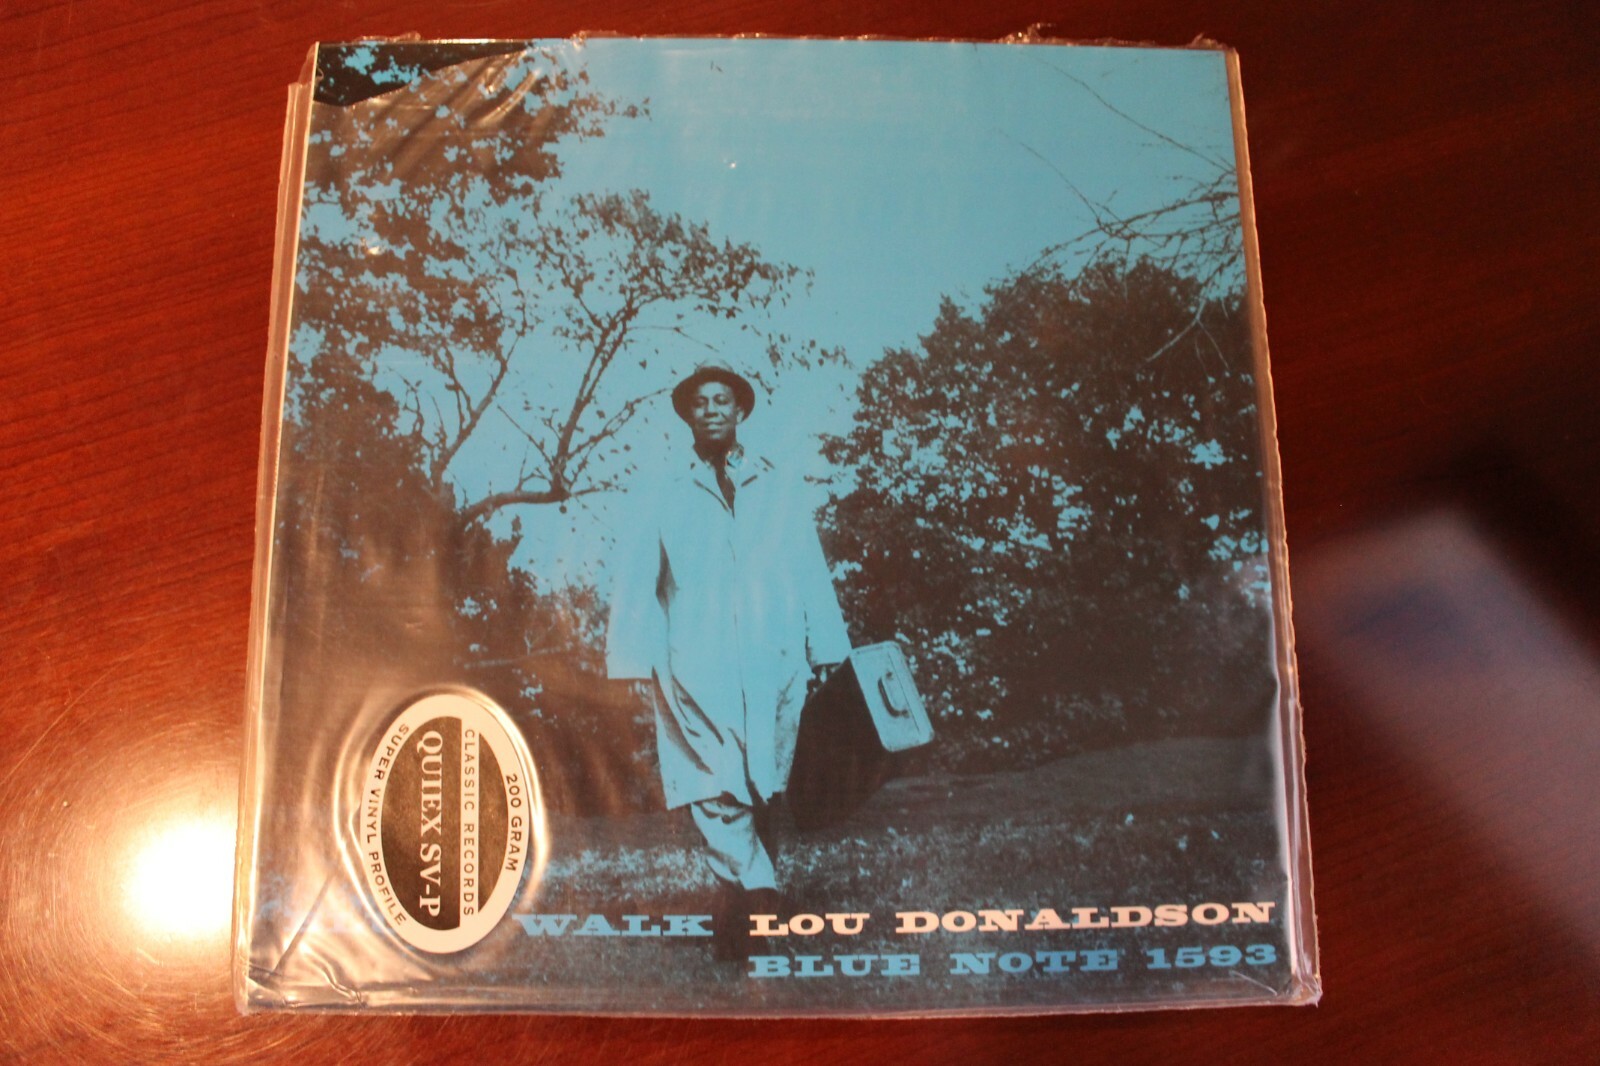 200 GRAM
CLASSIC RECORDS
QUIEX SV-P
SUPER VINYL PROFILE
WALK LOU DONALDSON
BLUE NOTE 1593